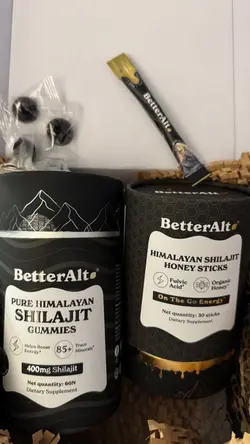 BetterAlt
BetterAlt
PURE HIMALAYAN
SHILAJIT
GUMMIES
Helps Boost
Energy*
85+
Trace
Minerals*
400mg Shilajit
Net quantity: 60N
Dietary Supplement
BetterAlt
HIMALAYAN SHILAJIT
HONEY STICKS
Fulvic
Acid*
Organic
Honey*
On The Go Energy*
Net quantity: 30 sticks
Dietary Supplement